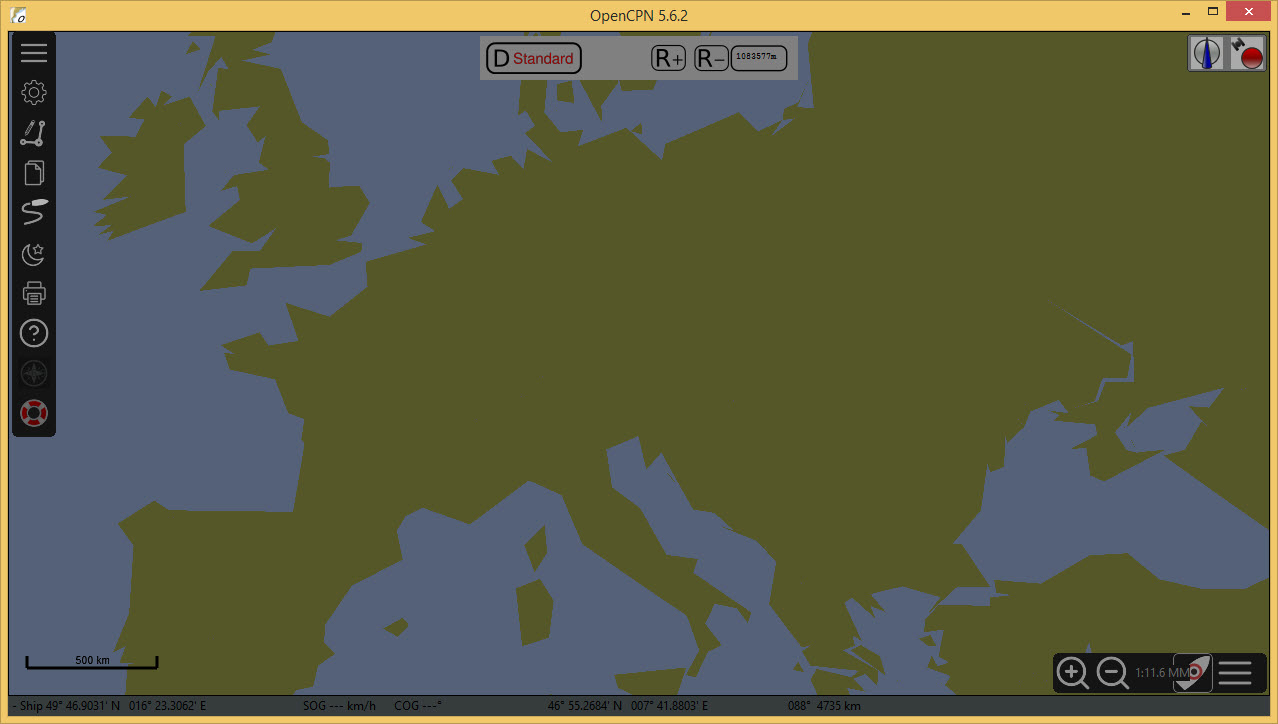 OpenCPN 5.6.2
D Standard R+ R- 1083577m
500 km
1:11.6 MM
- Ship 49° 46.9031' N 016° 23.3062' E SOG --- km/h COG ---° 46° 55.2684' N 007° 41.8803' E 088° 4735 km